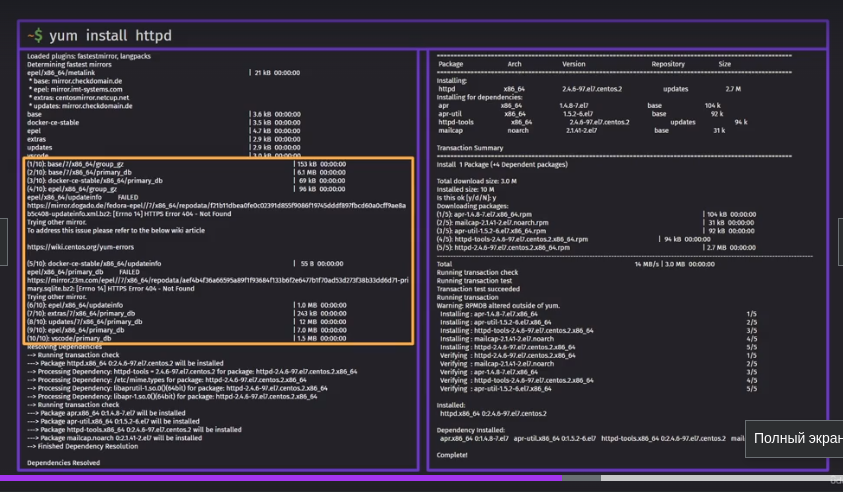 ~$ yum install httpd
Loaded plugins: fastestmirror, langpacks
Determining fastest mirrors
epel/x86_64/metalink | 21 kB 00:00:00
* base: mirror.checkdomain.de
* epel: mirror.imt-systems.com
* extras: centosmirror.netcup.net
* updates: mirror.checkdomain.de
base | 3.6 kB 00:00:00
docker-ce-stable | 3.5 kB 00:00:00
epel | 4.7 kB 00:00:00
extras | 2.9 kB 00:00:00
updates | 2.9 kB 00:00:00
vscode | 3.0 kB 00:00:00
(1/10): base/7/x86_64/group_gz | 153 kB 00:00:00
(2/10): base/7/x86_64/primary_db | 6.1 MB 00:00:00
(3/10): docker-ce-stable/x86_64/primary_db | 69 kB 00:00:00
(4/10): epel/x86_64/group_gz | 96 kB 00:00:00
epel/x86_64/updateinfo FAILED
Trying other mirror.
To address this issue please refer to the below wiki article
https://wiki.centos.org/yum-errors
(5/10): docker-ce-stable/x86_64/updateinfo | 55 B 00:00:00
epel/x86_64/primary_db FAILED
mary.sqlite.bz2: [Errno 14] HTTPS Error 404 - Not Found
Trying other mirror.
(6/10): epel/x86_64/updateinfo | 1.0 MB 00:00:00
(7/10): extras/7/x86_64/primary_db | 243 kB 00:00:00
(8/10): updates/7/x86_64/primary_db | 12 MB 00:00:00
(9/10): epel/x86_64/primary_db | 7.0 MB 00:00:00
(10/10): vscode/primary_db | 1.5 MB 00:00:00
Resolving Dependencies
--> Running transaction check
---> Package httpd.x86_64 0:2.4.6-97.el7.centos.2 will be installed
--> Processing Dependency: httpd-tools = 2.4.6-97.el7.centos.2 for package: httpd-2.4.6-97.el7.centos.2.x86_64
--> Processing Dependency: /etc/mime.types for package: httpd-2.4.6-97.el7.centos.2.x86_64
--> Processing Dependency: libaprutil-1.so.0()(64bit) for package: httpd-2.4.6-97.el7.centos.2.x86_64
--> Processing Dependency: libapr-1.so.0()(64bit) for package: httpd-2.4.6-97.el7.centos.2.x86_64
--> Running transaction check
---> Package apr.x86_64 0:1.4.8-7.el7 will be installed
---> Package apr-util.x86_64 0:1.5.2-6.el7 will be installed
---> Package httpd-tools.x86_64 0:2.4.6-97.el7.centos.2 will be installed
---> Package mailcap.noarch 0:2.1.41-2.el7 will be installed
--> Finished Dependency Resolution
Dependencies Resolved
Package Arch Version Repository Size
Installing:
httpd x86_64 2.4.6-97.el7.centos.2 updates 2.7 M
Installing for dependencies:
apr x86_64 1.4.8-7.el7 base 104 k
apr-util x86_64 1.5.2-6.el7 base 92 k
httpd-tools x86_64 2.4.6-97.el7.centos.2 updates 94 k
mailcap noarch 2.1.41-2.el7 base 31 k
Transaction Summary
Install 1 Package (+4 Dependent packages)
Total download size: 3.0 M
Installed size: 10 M
Is this ok [y/d/N]: y
Downloading packages:
(1/5): apr-1.4.8-7.el7.x86_64.rpm | 104 kB 00:00:00
(2/5): mailcap-2.1.41-2.el7.noarch.rpm | 31 kB 00:00:00
(3/5): apr-util-1.5.2-6.el7.x86_64.rpm | 92 kB 00:00:00
(4/5): httpd-tools-2.4.6-97.el7.centos.2.x86_64.rpm | 94 kB 00:00:00
(5/5): httpd-2.4.6-97.el7.centos.2.x86_64.rpm | 2.7 MB 00:00:00
Total 14 MB/s | 3.0 MB 00:00:00
Running transaction check
Running transaction test
Transaction test succeeded
Running transaction
Warning: RPMDB altered outside of yum.
Installing : apr-1.4.8-7.el7.x86_64 1/5
Installing : apr-util-1.5.2-6.el7.x86_64 2/5
Installing : httpd-tools-2.4.6-97.el7.centos.2.x86_64 3/5
Installing : mailcap-2.1.41-2.el7.noarch 4/5
Installing : httpd-2.4.6-97.el7.centos.2.x86_64 5/5
Verifying : httpd-2.4.6-97.el7.centos.2.x86_64 1/5
Verifying : mailcap-2.1.41-2.el7.noarch 2/5
Verifying : apr-1.4.8-7.el7.x86_64 3/5
Verifying : httpd-tools-2.4.6-97.el7.centos.2.x86_64 4/5
Verifying : apr-util-1.5.2-6.el7.x86_64 5/5
Installed:
httpd.x86_64 0:2.4.6-97.el7.centos.2
Dependency Installed:
apr.x86_64 0:1.4.8-7.el7 apr-util.x86_64 0:1.5.2-6.el7 httpd-tools.x86_64 0:2.4.6-97.el7.centos.2
Complete!
Полный экран